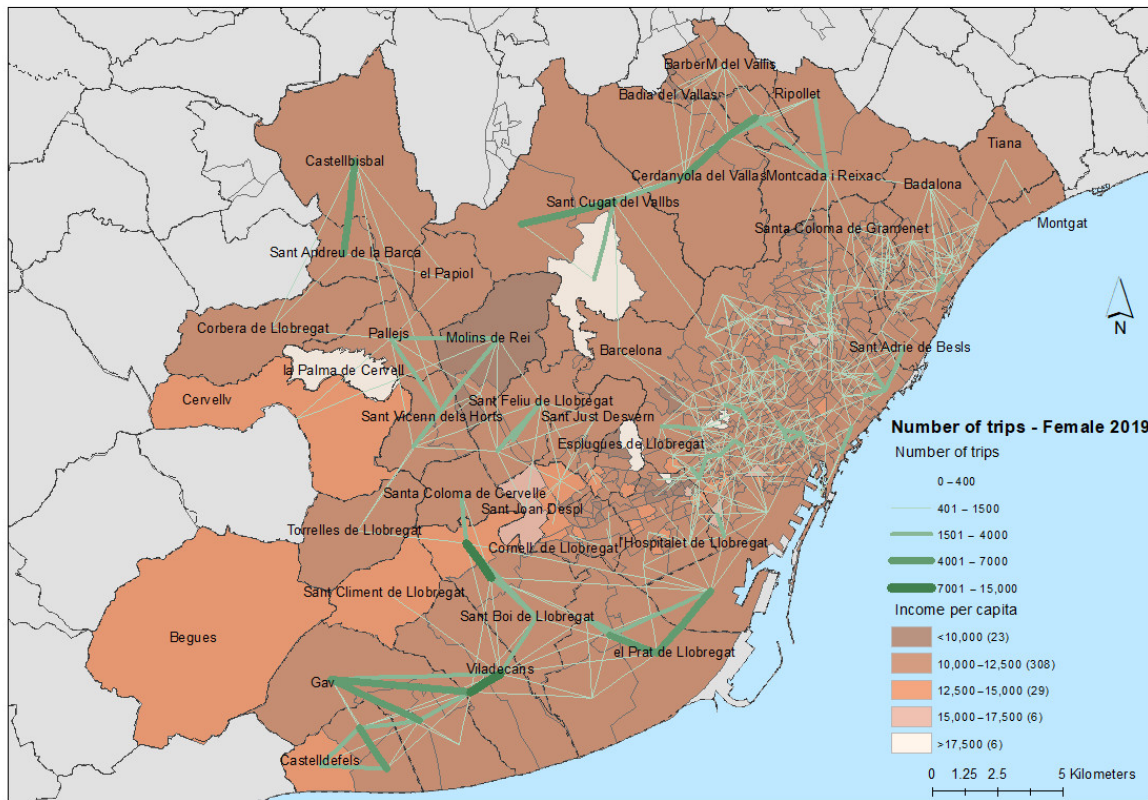 BarberM del Vallis
Badia del Vallas
Ripollet
Tiana
Castellbisbal
Cerdanyola del Vallas
Montcada i Reixac
Badalona
Sant Cugat del Vallbs
Montgat
Santa Coloma de Gramenet
Sant Andreu de la Barca
el Papiol
N
Corbera de Llobregat
Pallejs
Molins de Rei
Barcelona
Sant Adrie de Besls
la Palma de Cervell
Cervellv
Sant Feliu de Llobregat
Sant Vicenn dels Horts
Sant Just Desvern
Number of trips - Female 2019
Esplugues de Llobregat
Number of trips
0 – 400
Santa Coloma de Cervelle
401 – 1500
Sant Joan Despl
1501 – 4000
Torrelles de Llobregat
Cornell, de Llobregat
l'Hospitalet de Llobregat
4001 – 7000
7001 – 15,000
Sant Climent de Llobregat
Income per capita
Sant Boi de Llobregat
Begues
<10,000 (23)
el Prat de Llobregat
10,000–12,500 (308)
Viladecans
Gav
12,500–15,000 (29)
15,000–17,500 (6)
>17,500 (6)
Castelldefels
0 1.25 2.5 5 Kilometers